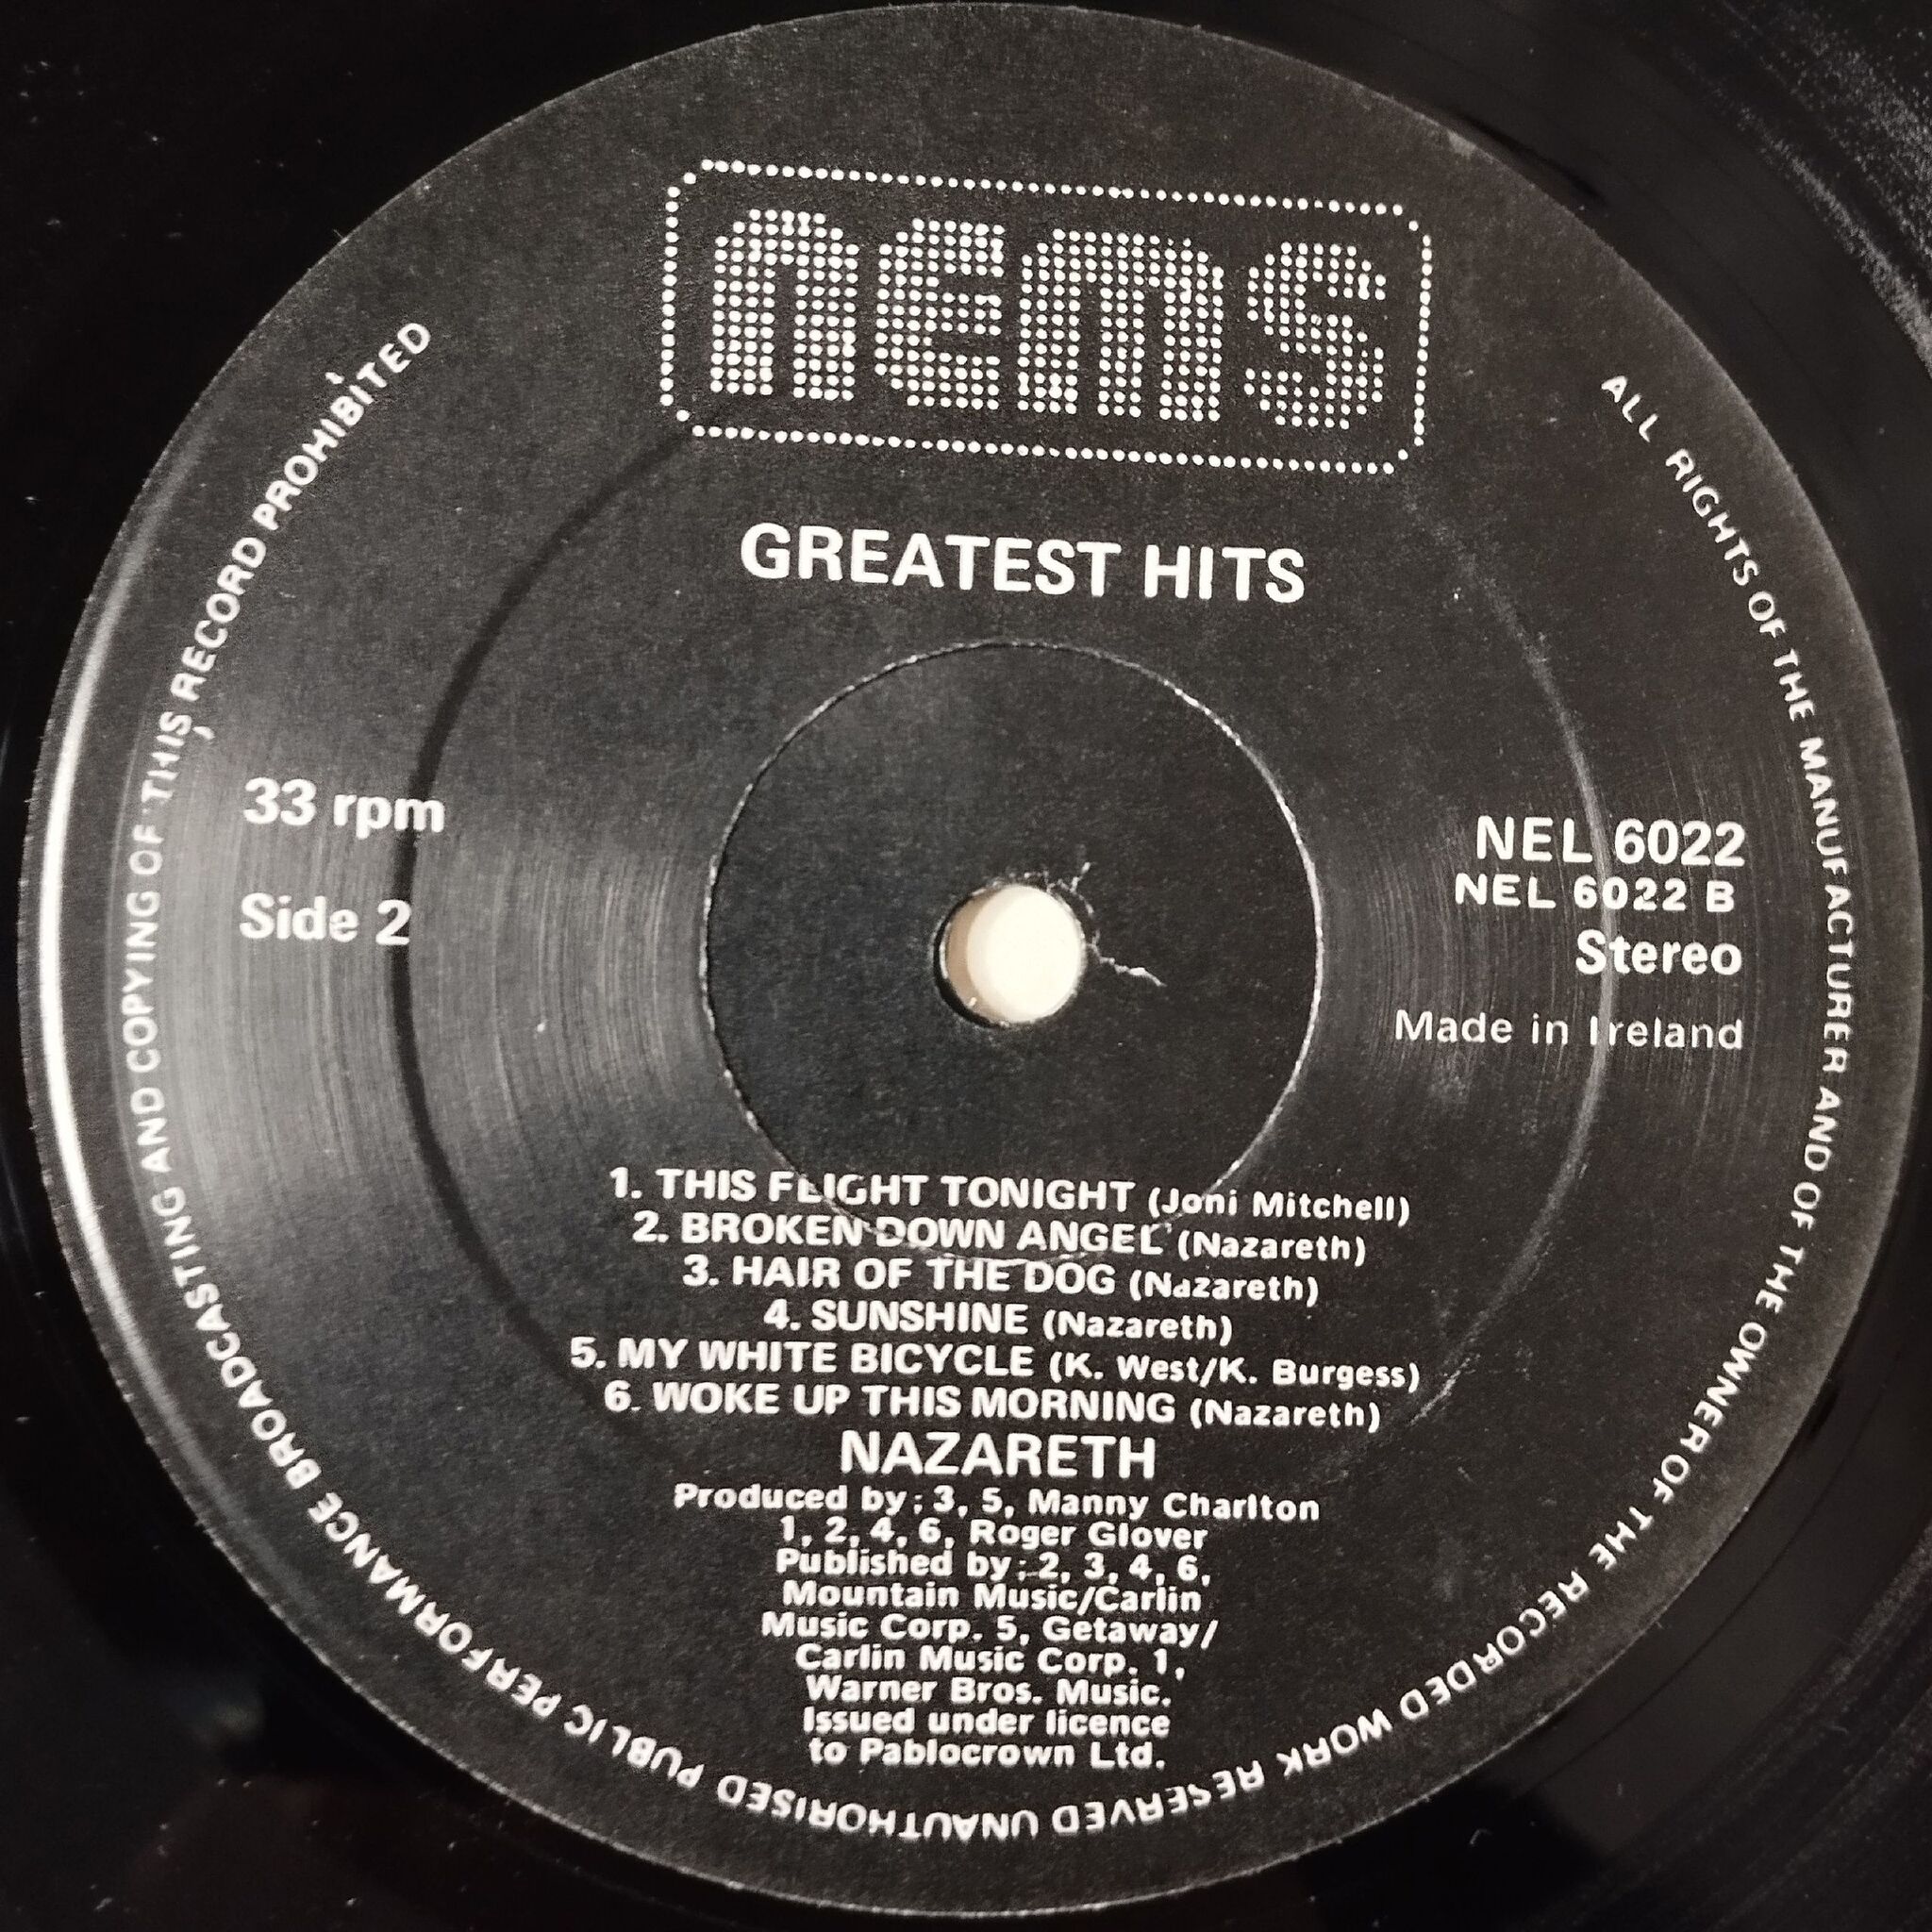 nems
GREATEST HITS
33 rpm
Side 2
NEL 6022
NEL 6022 B
Stereo
Made in Ireland
1. THIS FLIGHT TONIGHT (Joni Mitchell)
2. BROKEN DOWN ANGEL (Nazareth)
3. HAIR OF THE DOG (Nazareth)
4. SUNSHINE (Nazareth)
5. MY WHITE BICYCLE (K. West/K. Burgess)
6. WOKE UP THIS MORNING (Nazareth)
NAZARETH
Produced by: 3, 5, Manny Charlton
1, 2, 4, 6, Roger Glover
Published by: 2, 3, 4, 6,
Mountain Music/Carlin
Music Corp. 5, Getaway/
Carlin Music Corp. 1,
Warner Bros. Music.
Issued under licence
to Pablocrown Ltd.
ALL RIGHTS OF THE MANUFACTURER AND OF THE OWNER OF THE RECORDED WORK RESERVED UNAUTHORISED PUBLIC PERFORMANCE BROADCASTING AND COPYING OF THIS RECORD PROHIBITED